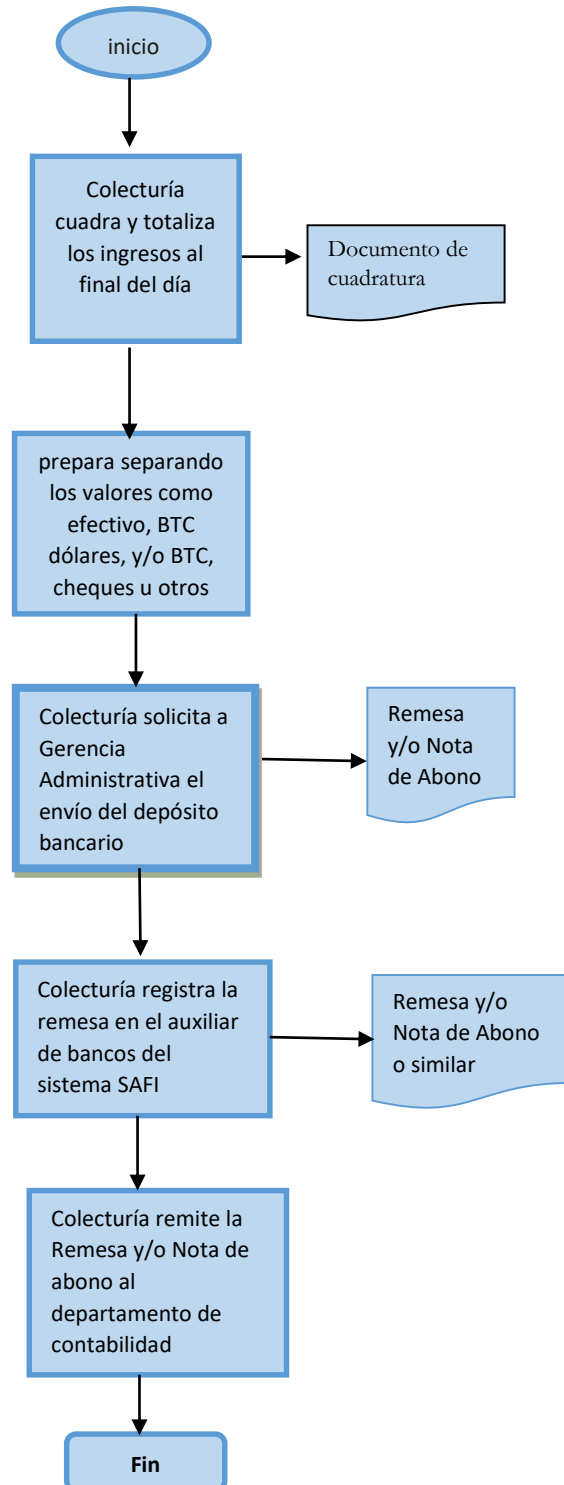 inicio
Colecturía
cuadra y totaliza
los ingresos al
final del día
Documento de
cuadratura
prepara separando
los valores como
efectivo, BTC
dólares, y/o BTC,
cheques u otros
Colecturía solicita a
Gerencia
Administrativa el
envío del depósito
bancario
Remesa
y/o Nota
de Abono
Colecturía registra la
remesa en el auxiliar
de bancos del
sistema SAFI
Remesa y/o
Nota de Abono
o similar
Colecturía remite la
Remesa y/o Nota de
abono al
departamento de
contabilidad
Fin